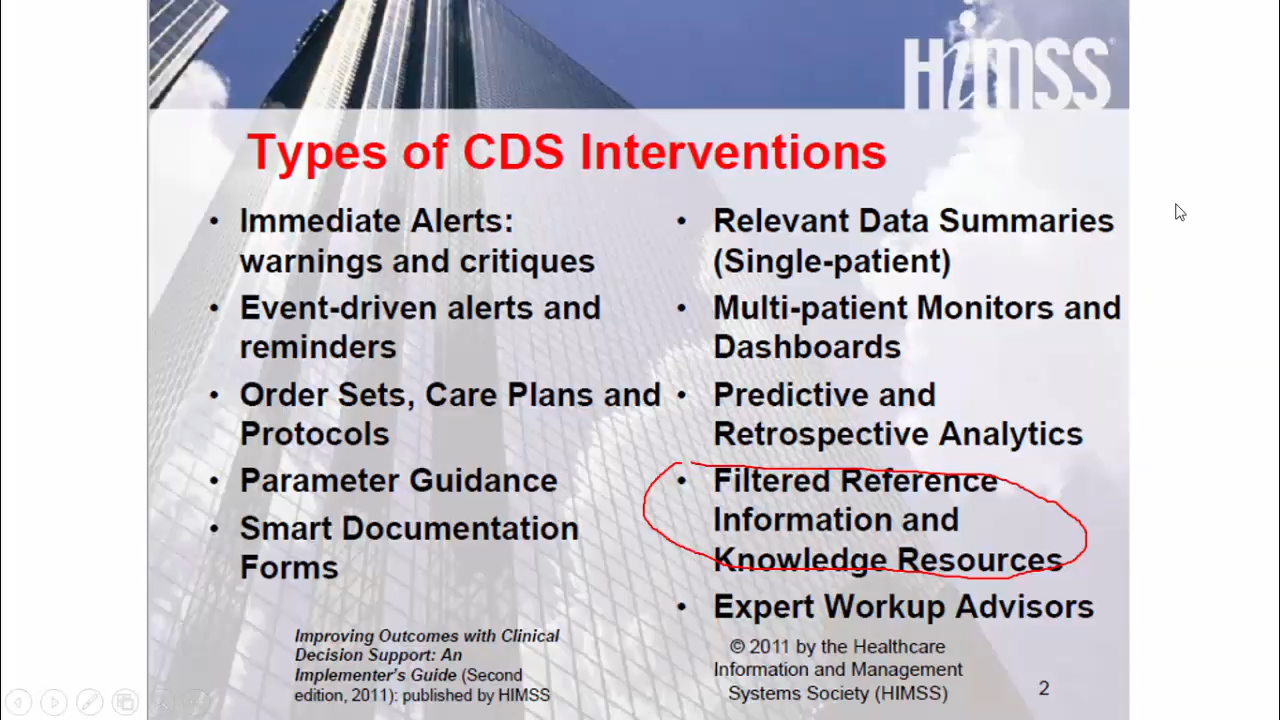 HIMSS
Types of CDS Interventions
• Immediate Alerts:
warnings and critiques
• Event-driven alerts and
reminders
• Order Sets, Care Plans and
Protocols
• Parameter Guidance
• Smart Documentation
Forms
• Relevant Data Summaries
(Single-patient)
• Multi-patient Monitors and
Dashboards
• Predictive and
Retrospective Analytics
• Filtered Reference
Information and
Knowledge Resources
• Expert Workup Advisors
Improving Outcomes with Clinical
Decision Support: An
Implementer's Guide (Second
edition, 2011): published by HIMSS
© 2011 by the Healthcare
Information and Management
Systems Society (HIMSS)
2